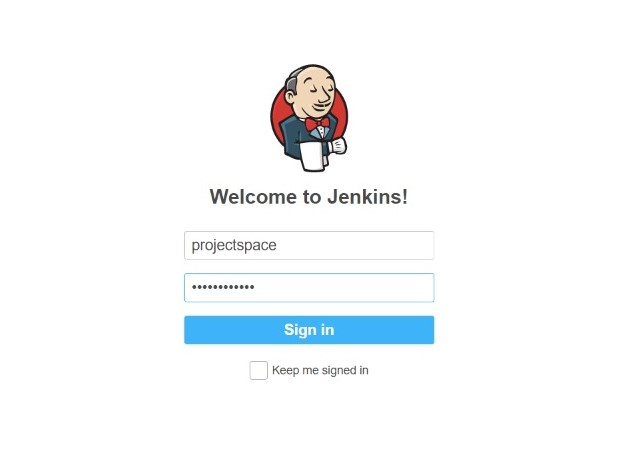 Welcome to Jenkins!
projectspace
••••••••••••
Sign in
Keep me signed in